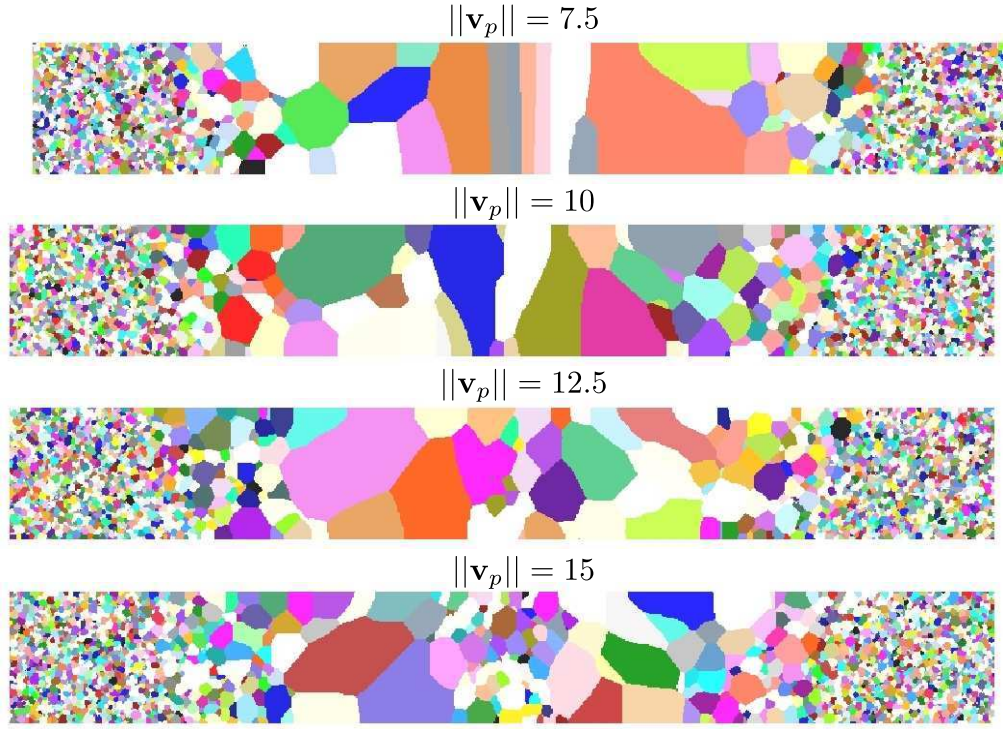 ||v_p|| = 7.5
||v_p|| = 10
||v_p|| = 12.5
||v_p|| = 15